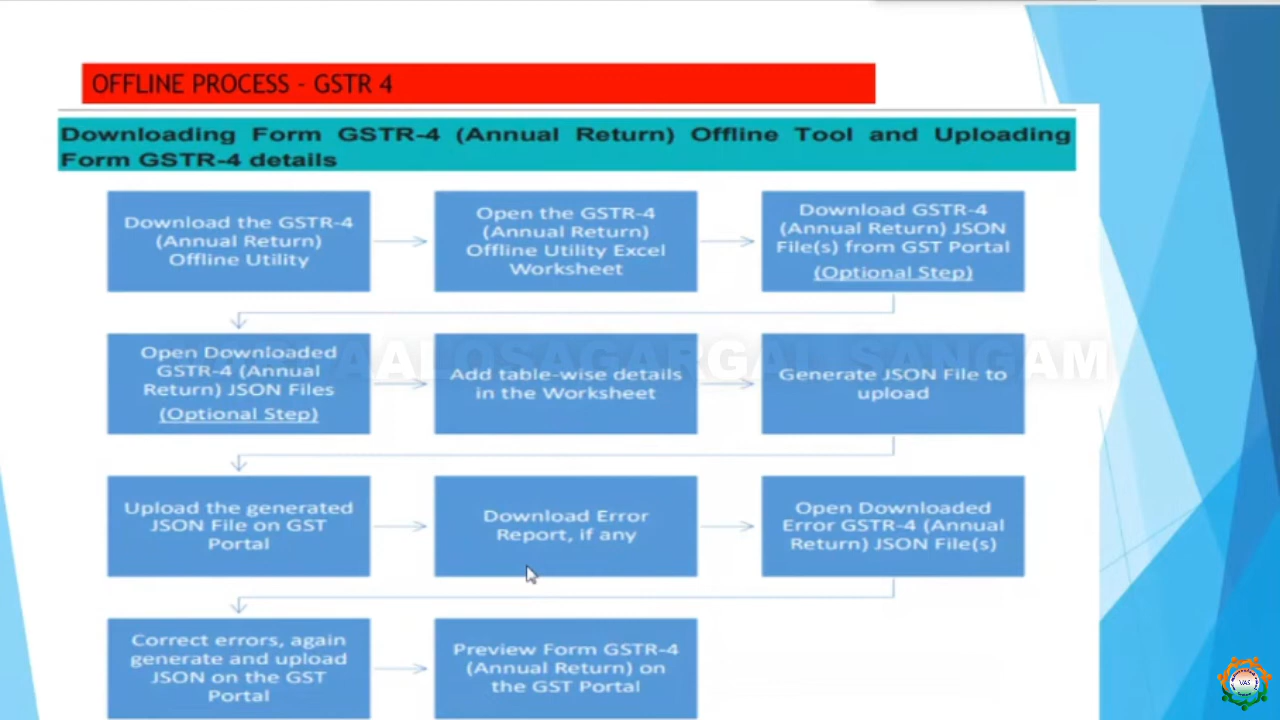 OFFLINE PROCESS - GSTR 4
Downloading Form GSTR-4 (Annual Return) Offline Tool and Uploading
Form GSTR-4 details
Download the GSTR-4
(Annual Return)
Offline Utility
Open the GSTR-4
(Annual Return)
Offline Utility Excel
Worksheet
Download GSTR-4
(Annual Return) JSON
File(s) from GST Portal
(Optional Step)
Open Downloaded
GSTR-4 (Annual
Return) JSON Files
(Optional Step)
Add table-wise details
in the Worksheet
Generate JSON File to
upload
Upload the generated
JSON File on GST
Portal
Download Error
Report, if any
Open Downloaded
Error GSTR-4 (Annual
Return) JSON File(s)
Correct errors, again
generate and upload
JSON on the GST
Portal
Preview Form GSTR-4
(Annual Return) on
the GST Portal
SANGAM
VAS